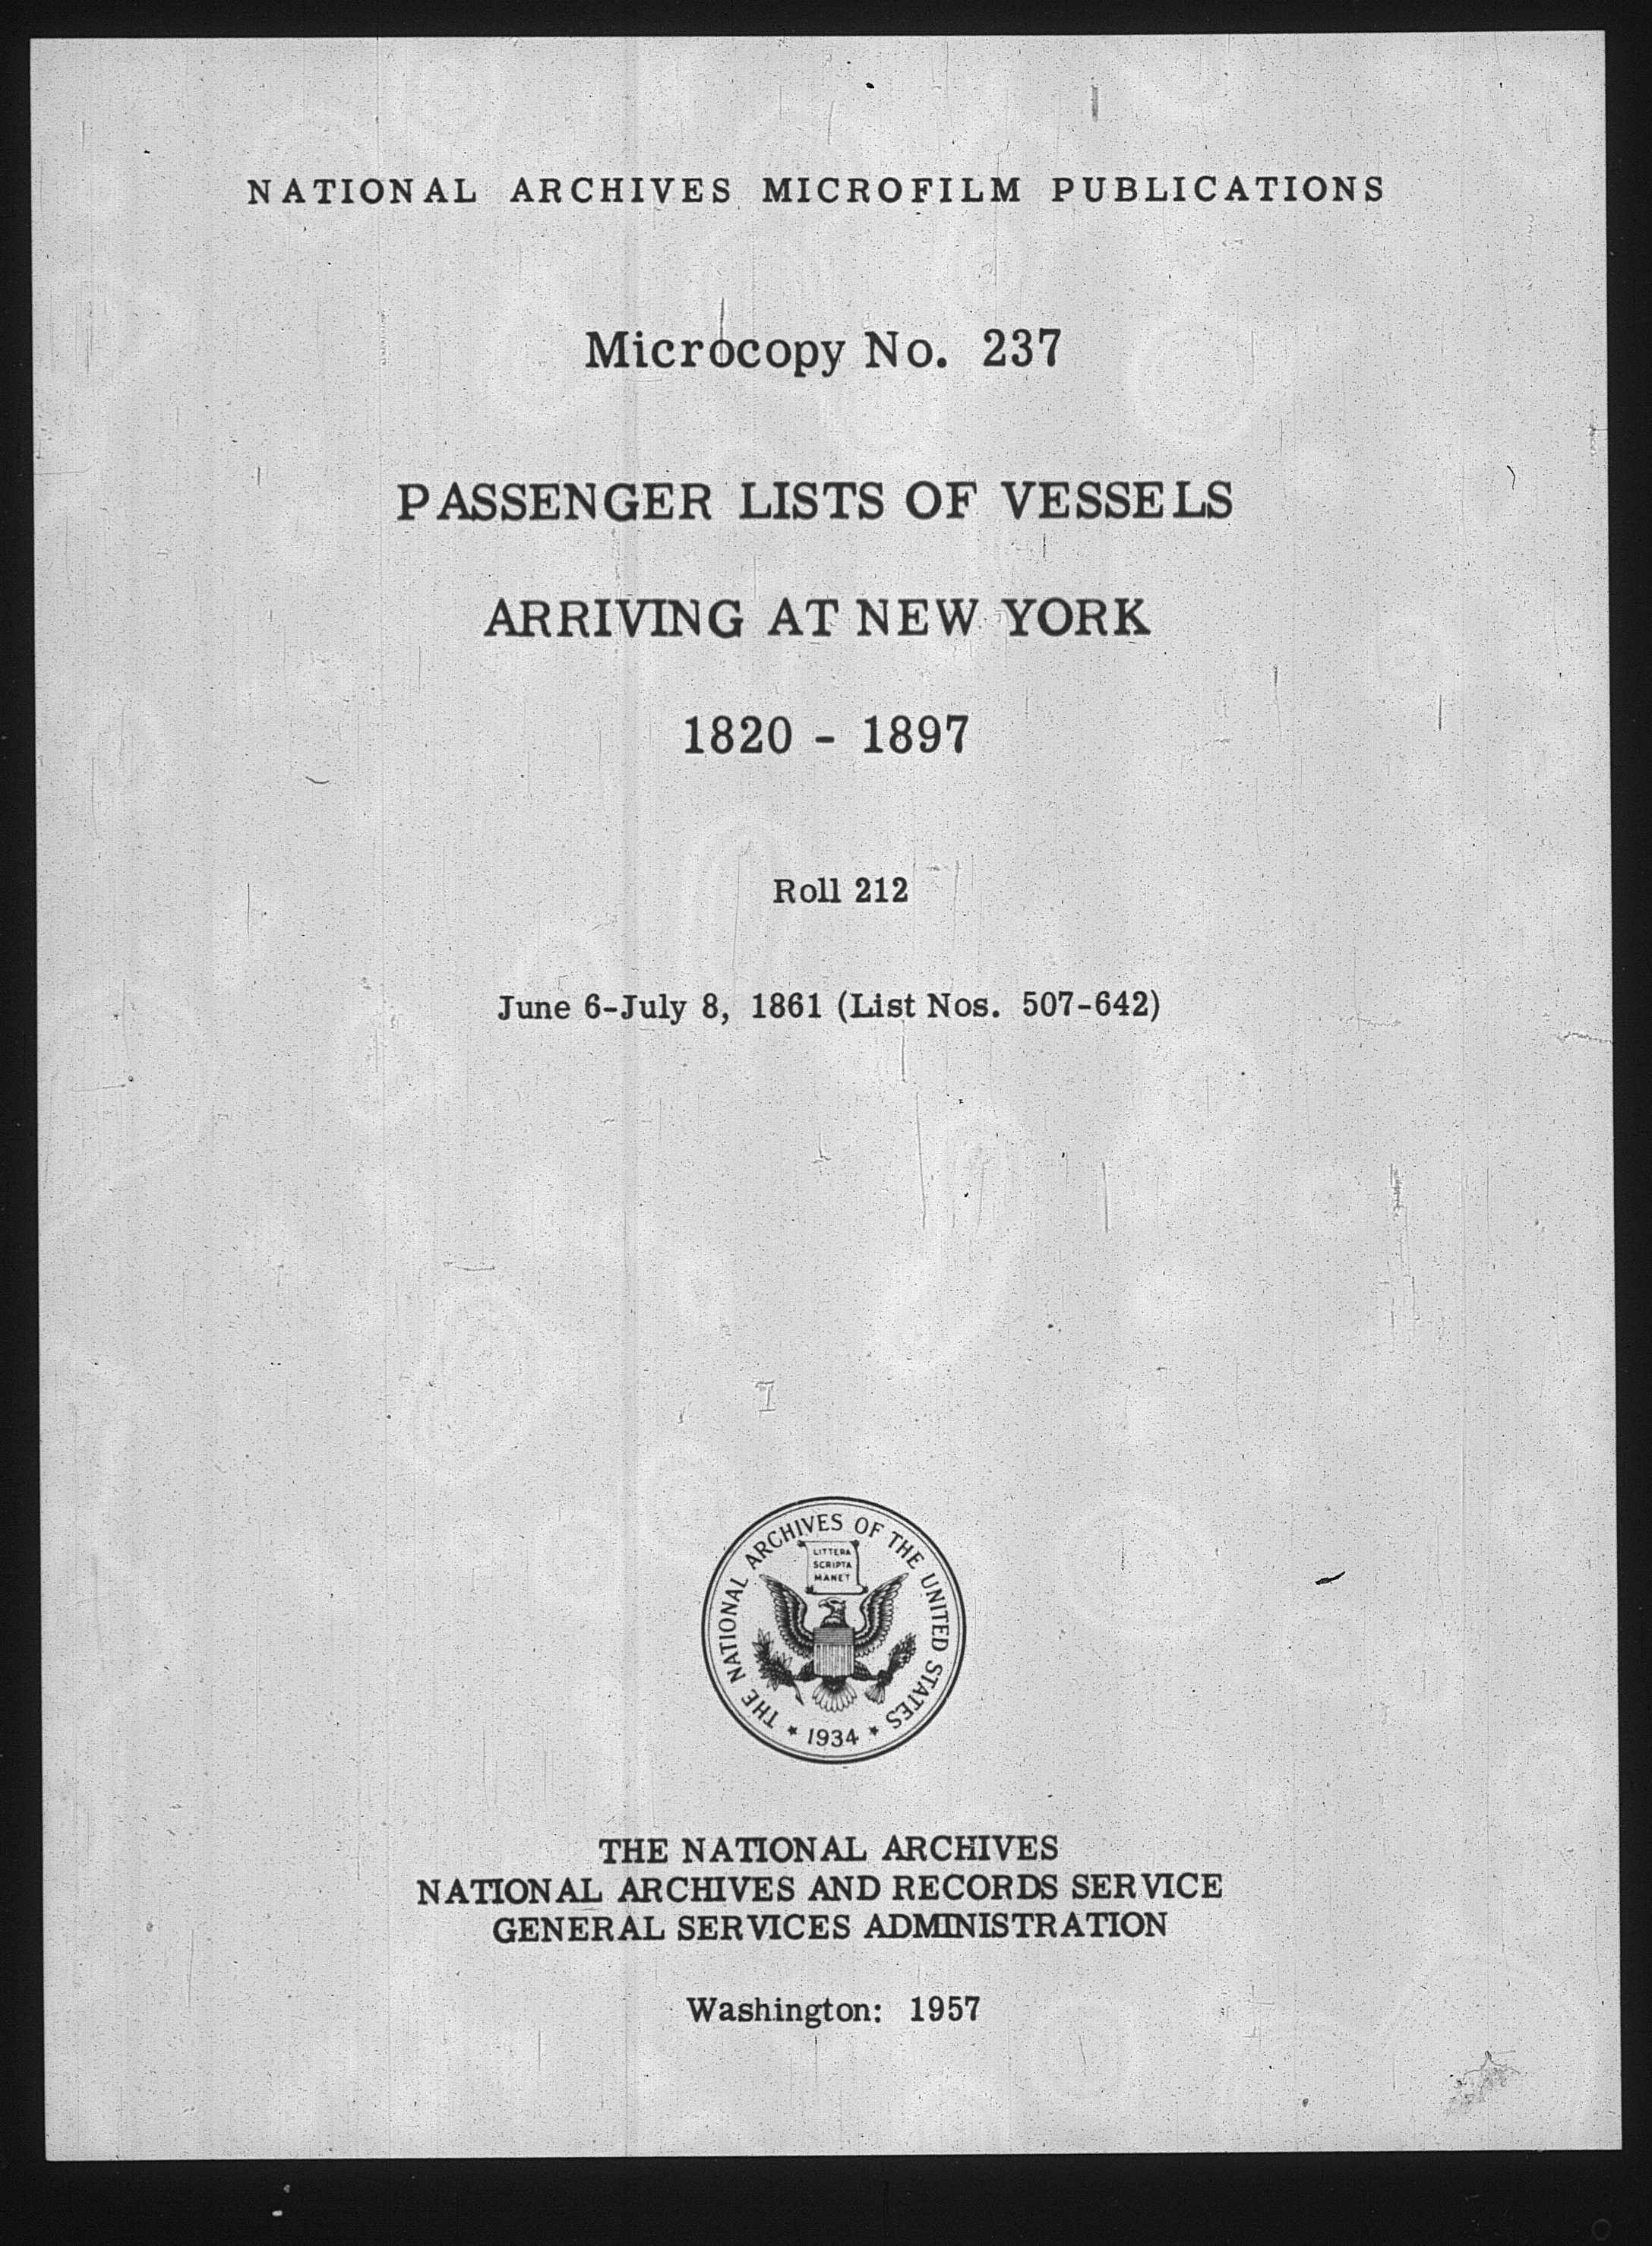 NATIONAL ARCHIVES MICROFILM PUBLICATIONS
Microcopy No. 237
PASSENGER LISTS OF VESSELS
ARRIVING AT NEW YORK
1820 - 1897
Roll 212
June 6-July 8, 1861 (List Nos. 507-642)
THE NATIONAL ARCHIVES OF THE UNITED STATES
LITTERA
SCRIPTA
MANET
* 1934 *
THE NATIONAL ARCHIVES
NATIONAL ARCHIVES AND RECORDS SERVICE
GENERAL SERVICES ADMINISTRATION
Washington: 1957